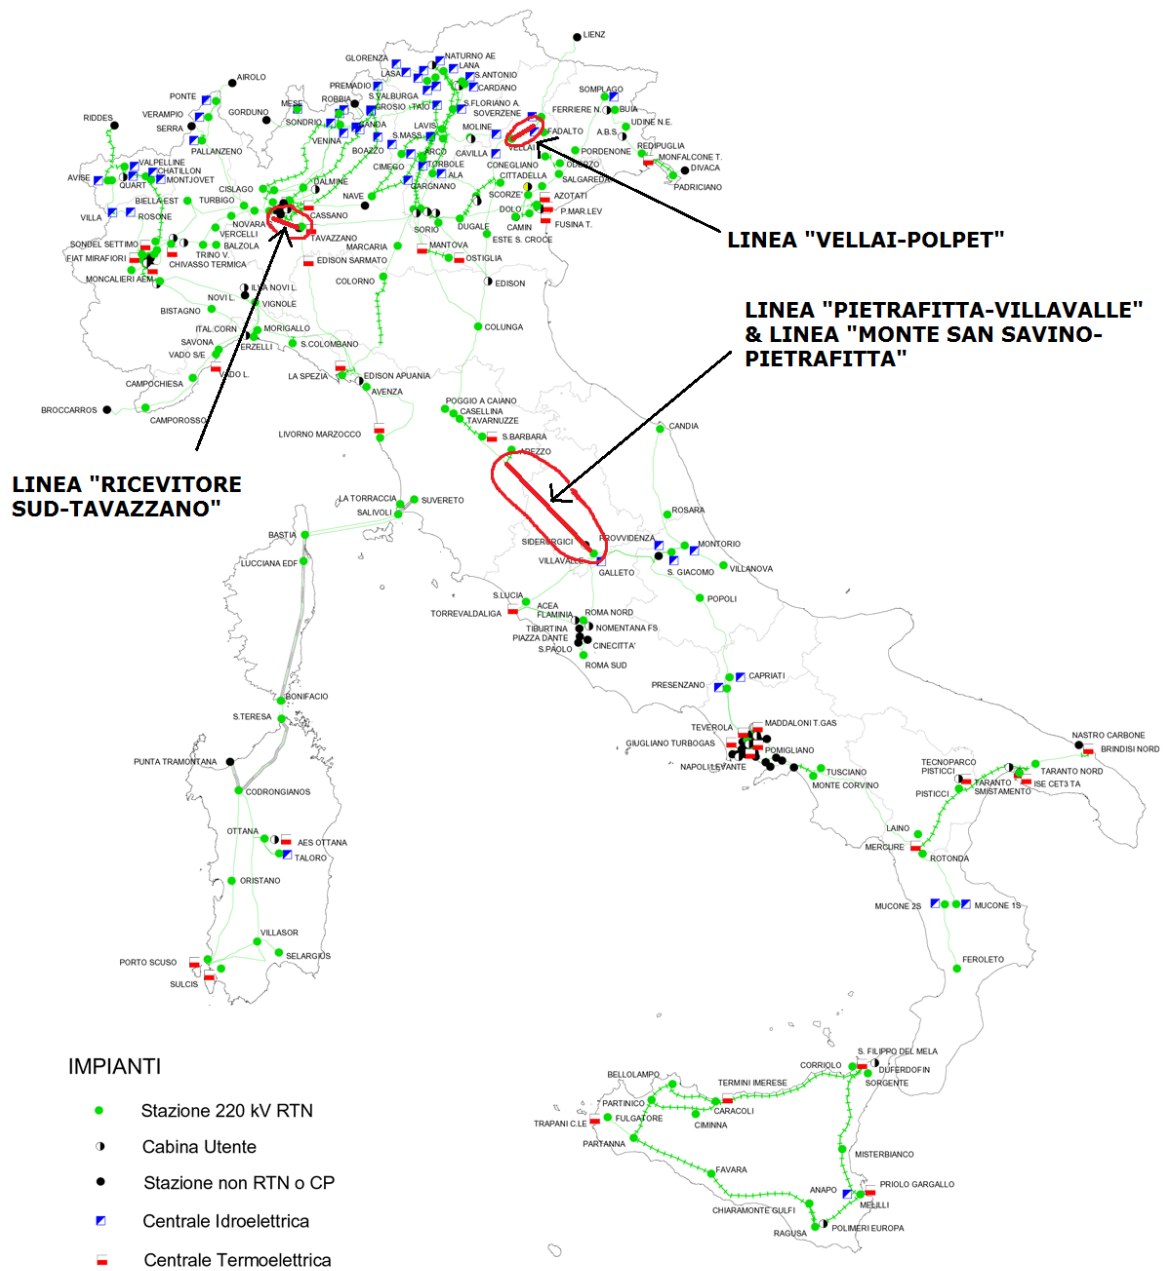 LIENZ
GLORENZA
NATURNO AE
LASA
LANA
AIROLO
S.ANTONIO
PREMADIO
CARDANO
SOMPLAGO
PONTE
ROBBIA
S.VALBURGA
MESE
GROSIO
TAIO
S.FLORIANO A.
FERRIERE N.
BUIA
VERAMPIO
GORDUNO
SOVERZENE
RIDDES
SERRA
SONDRIO
GANDA
LAVIS
MOLINE
FADALTO
UDINE N.E.
A.B.S.
VENINA
S.MASS.
REDIPUGLIA
PALLANZENO
BOAZZO
ARCO
CAVILLA
VELLAI
PORDENONE
MONFALCONE T.
VALPELLINE
CIMEGO
TORBOLE
CONEGLIANO
ODERZO
DIVACA
CHATILLON
ALA
CITTADELLA
SALGAREDA
AVISE
QUART
MONTJOVET
CISLAGO
DALMINE
PADRICIANO
GARGNANO
SCORZE'
AZOTATI
BIELLA EST
TURBIGO
NAVE
VILLA
ROSONE
CASSANO
DOLO
P.MAR.LEV
NOVARA
SORIO
DUGALE
CAMIN
FUSINA T.
VERCELLI
TAVAZZANO
ESTE S. CROCE
LINEA "VELLAI-POLPET"
SONDEL SETTIMO
BALZOLA
MARCARIA
MANTOVA
FIAT MIRAFIORI
TRINO V.
EDISON SARMATO
OSTIGLIA
CHIVASSO TERMICA
MONCALIERI AEM
COLORNO
EDISON
ILVA NOVI L.
NOVI L.
VIGNOLE
LINEA "PIETRAFITTA-VILLAVALLE"
& LINEA "MONTE SAN SAVINO-
PIETRAFITTA"
BISTAGNO
ITAL.CORN
MORIGALLO
COLUNGA
SAVONA
ERZELLI
S.COLOMBANO
VADO S/E
VADO L.
LA SPEZIA
EDISON APUANIA
CAMPOCHIESA
AVENZA
POGGIO A CAIANO
BROCCARROS
CASELLINA
CAMPOROSSO
TAVARNUZZE
LIVORNO MARZOCCO
S.BARBARA
CANDIA
AREZZO
LINEA "RICEVITORE
SUD-TAVAZZANO"
LA TORRACCIA
SUVERETO
SALIVOLI
ROSARA
BASTIA
SIDERURGICI
PROVVIDENZA
MONTORIO
LUCCIANA EDF
VILLAVALLE
GALLETO
S. GIACOMO
VILLANOVA
S.LUCIA
POPOLI
TORREVALDALIGA
ACEA
FLAMINIA
ROMA NORD
TIBURTINA
NOMENTANA FS
PIAZZA DANTE
CINECITTA'
S.PAOLO
ROMA SUD
CAPRIATI
PRESENZANO
BONIFACIO
S.TERESA
TEVEROLA
MADDALONI T.GAS
NASTRO CARBONE
GIUGLIANO TURBOGAS
POMIGLIANO
BRINDISI NORD
PUNTA TRAMONTANA
NAPOLI LEVANTE
TUSCIANO
TECNOPARCO
PISTICCI
TARANTO NORD
MONTE CORVINO
TARANTO
SMISTAMENTO
ISE CET3 TA
CODRONGIANOS
PISTICCI
OTTANA
AES OTTANA
LAINO
MERCURE
TALORO
ROTONDA
ORISTANO
MUCONE 2S
MUCONE 1S
VILLASOR
PORTO SCUSO
SELARGIUS
FEROLETO
SULCIS
IMPIANTI
S. FILIPPO DEL MELA
CORRIOLO
DUFERDOFIN
BELLOLAMPO
TERMINI IMERESE
SORGENTE
Stazione 220 kV RTN
PARTINICO
CARACOLI
TRAPANI C.LE
FULGATORE
CIMINNA
Cabina Utente
PARTANNA
MISTERBIANCO
FAVARA
Stazione non RTN o CP
ANAPO
PRIOLO GARGALLO
CHIARAMONTE GULFI
MELILLI
Centrale Idroelettrica
RAGUSA
POLIMERI EUROPA
Centrale Termoelettrica